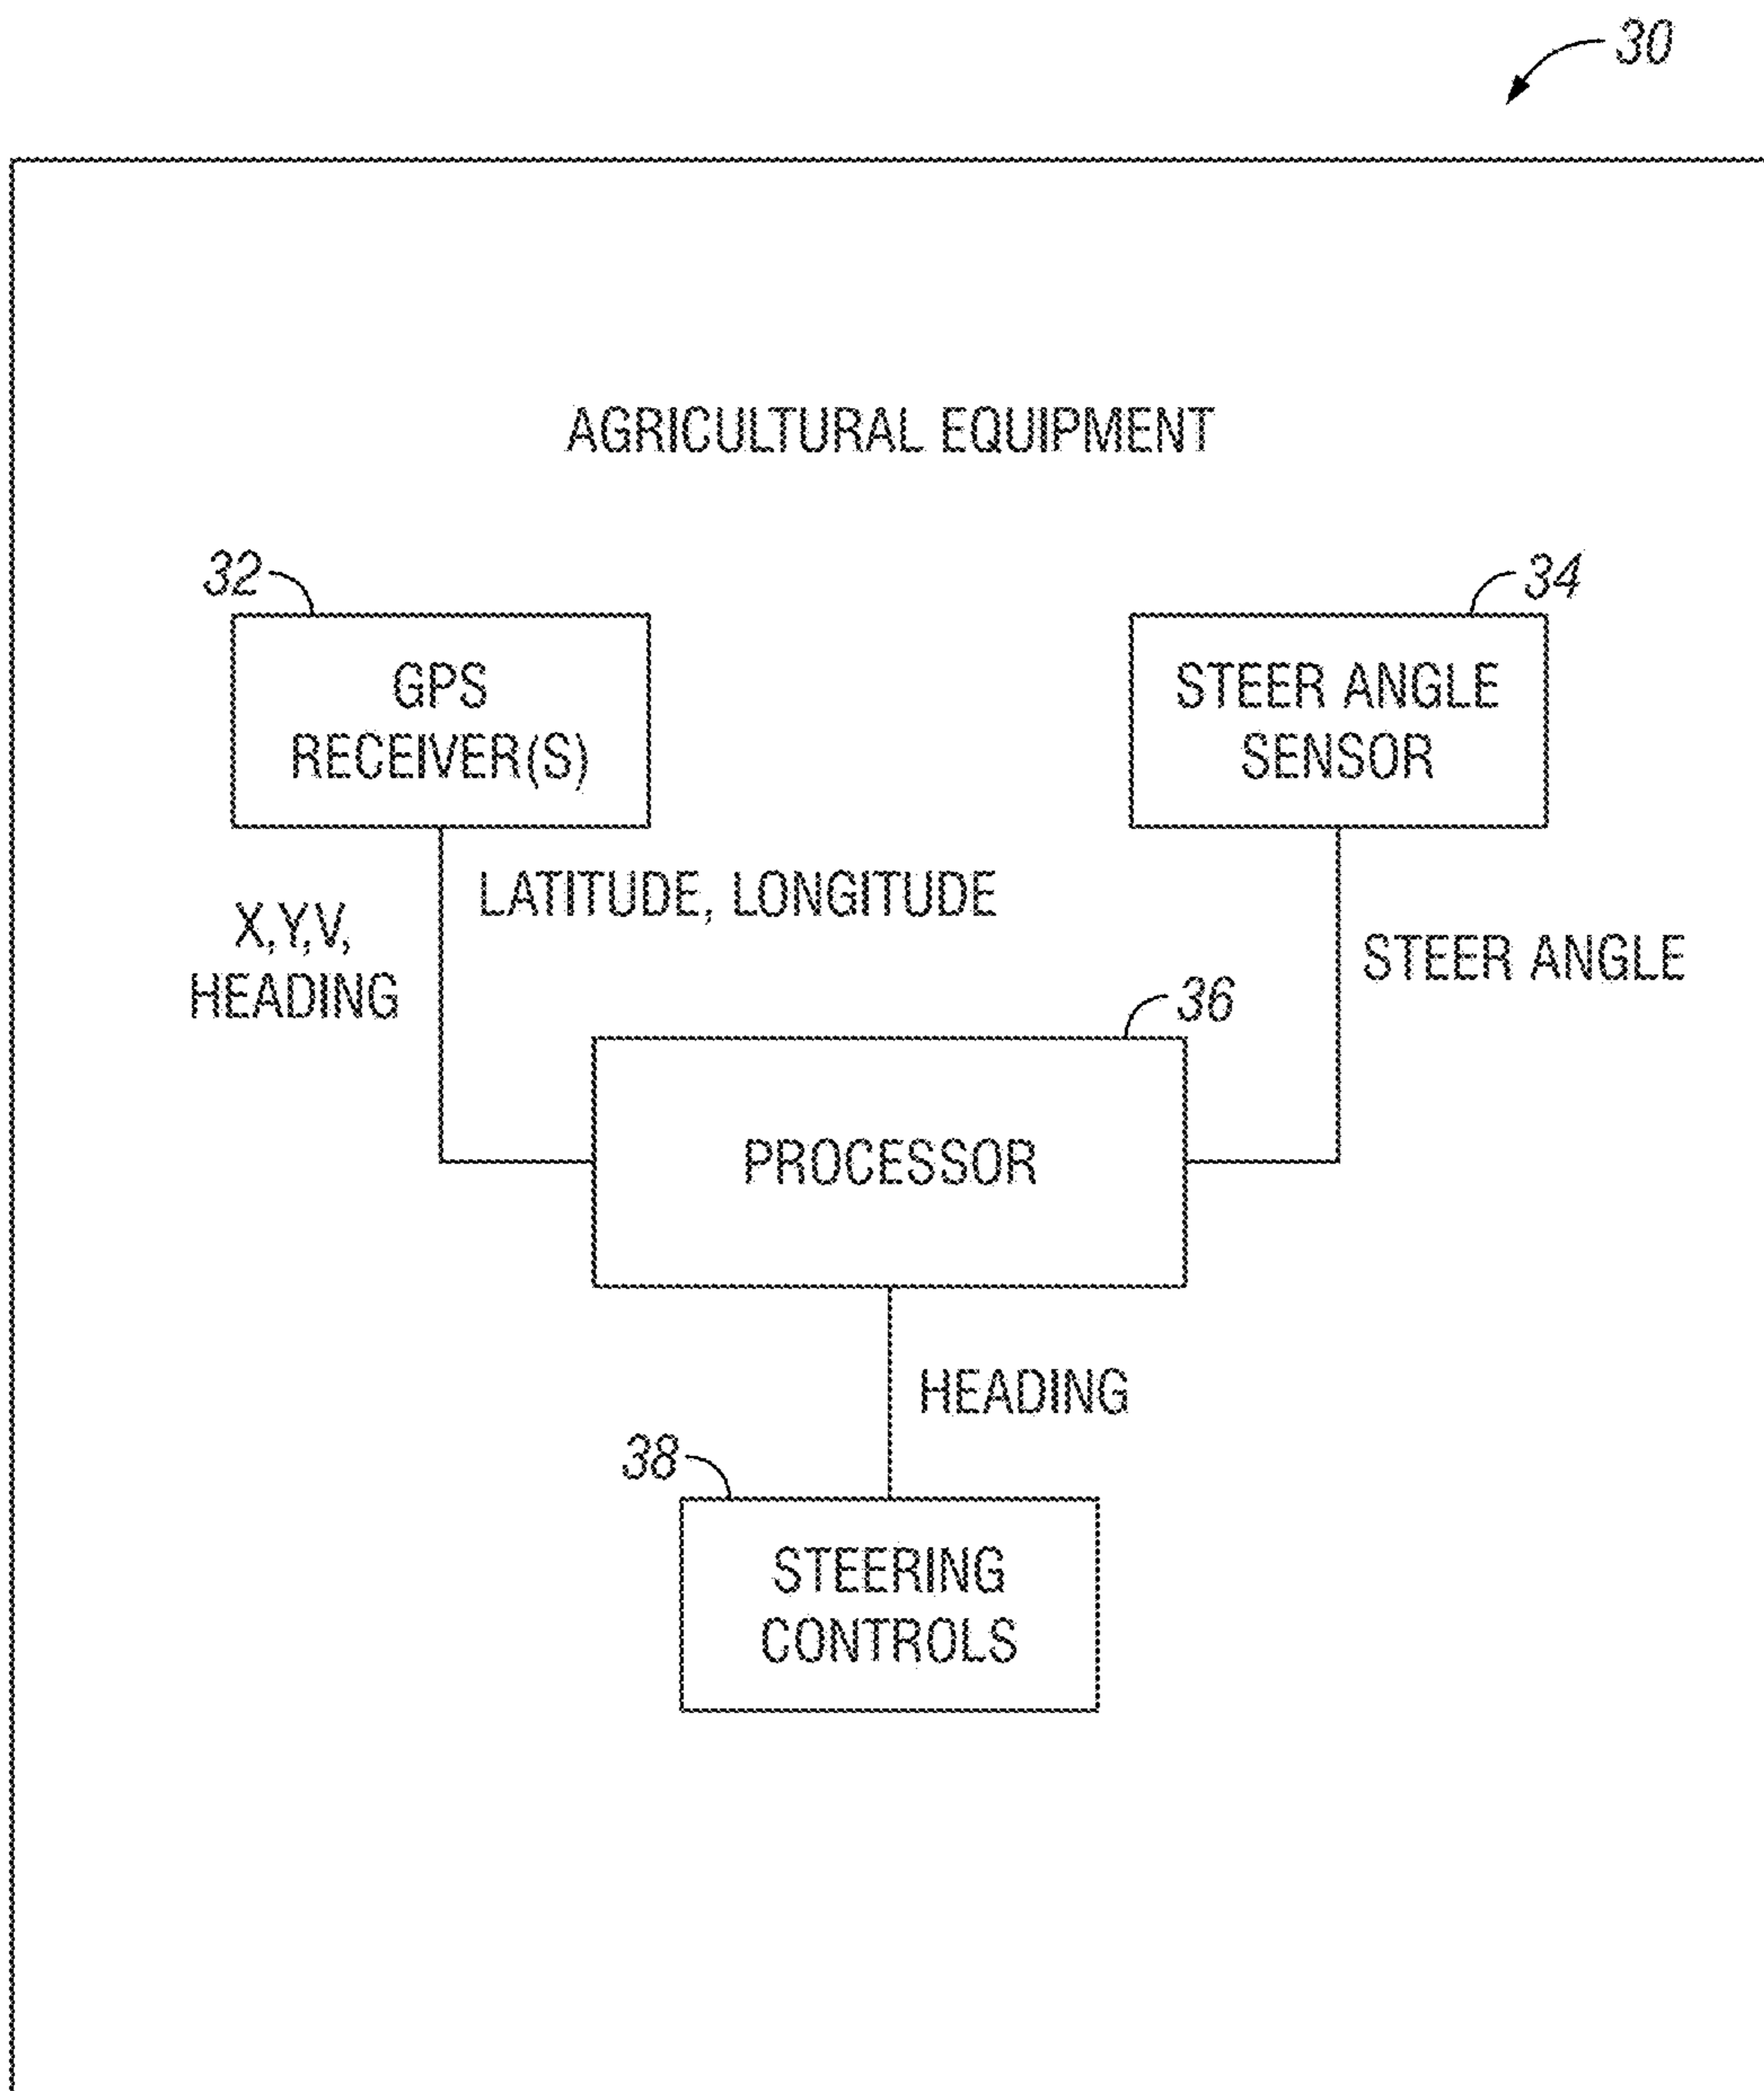 30
AGRICULTURAL EQUIPMENT
32
34
GPS
RECEIVER(S)
STEER ANGLE
SENSOR
LATITUDE, LONGITUDE
X,Y,V,
HEADING
STEER ANGLE
36
PROCESSOR
HEADING
38
STEERING
CONTROLS